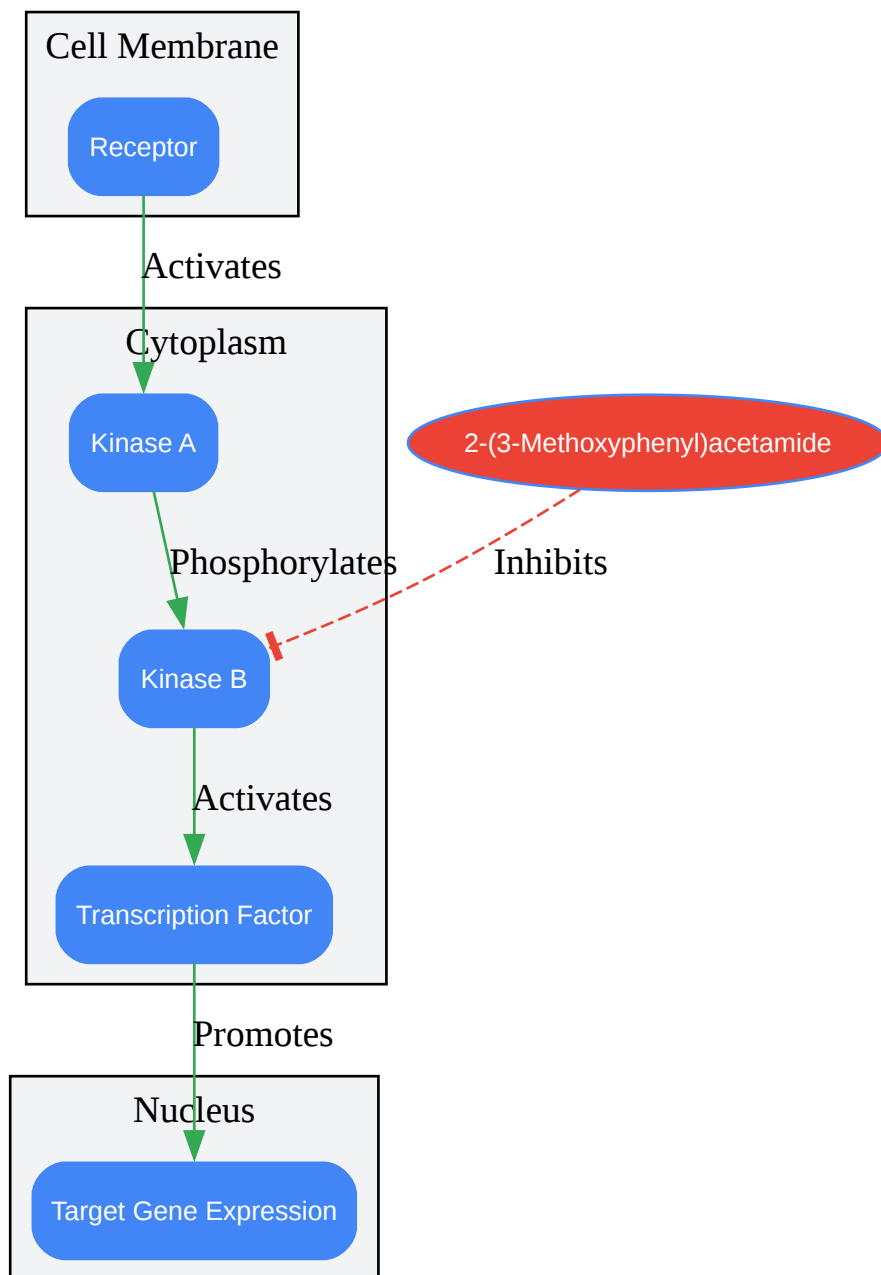 Cell Membrane
Receptor
Activates
Cytoplasm
Kinase A
2-(3-Methoxyphenyl)acetamide
Phosphorylates
Inhibits
Kinase B
Activates
Transcription Factor
Promotes
Nucleus
Target Gene Expression